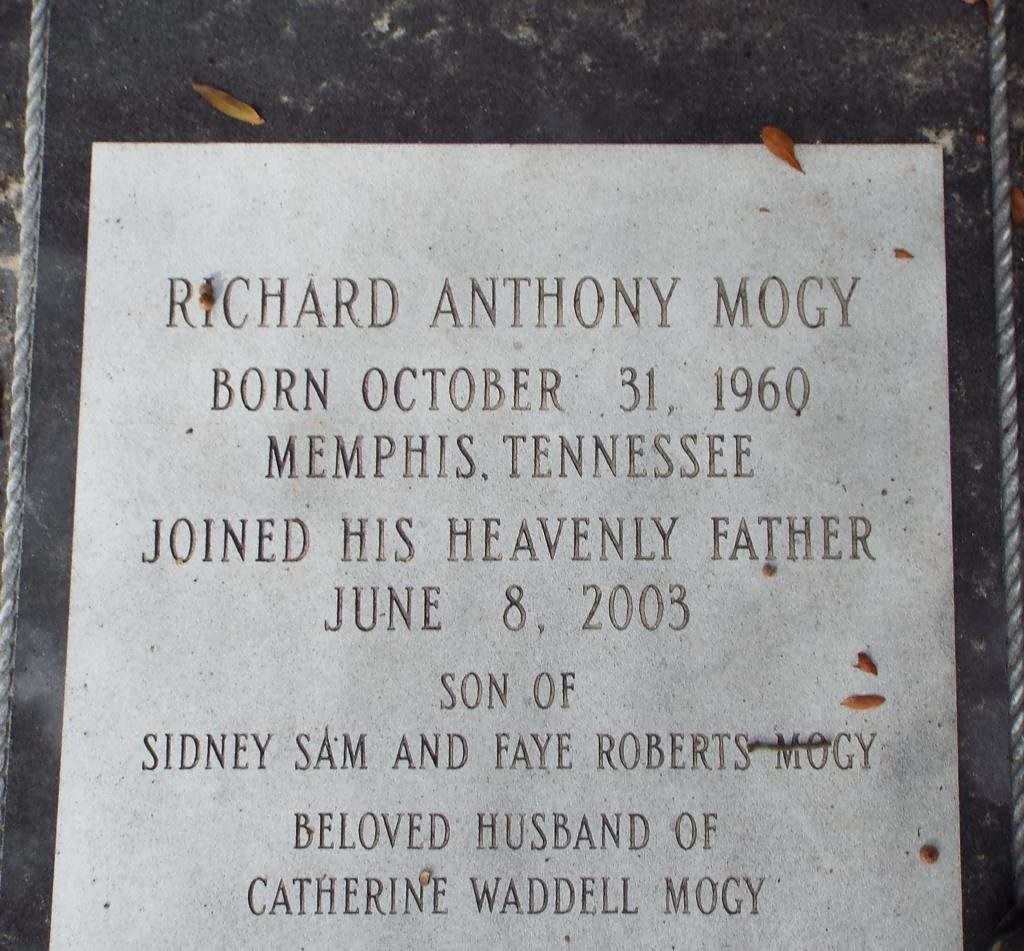 RICHARD ANTHONY MOGY
BORN OCTOBER 31, 1960
MEMPHIS, TENNESSEE
JOINED HIS HEAVENLY FATHER
JUNE 8, 2003
SON OF
SIDNEY SAM AND FAYE ROBERTS MOGY
BELOVED HUSBAND OF
CATHERINE WADDELL MOGY